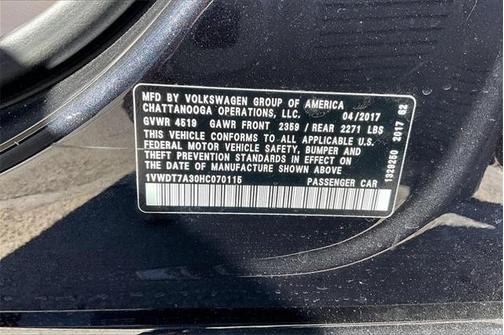 MFD BY VOLKSWAGEN GROUP OF AMERICA
CHATTANOOGA OPERATIONS, LLC. 04/2017
GVWR 4519 GAWR FRONT 2359 / REAR 2271 LBS
THIS VEHICLE CONFORMS TO ALL APPLICABLE U.S.
FEDERAL MOTOR VEHICLE SAFETY, BUMPER AND
THEFT PREVENTION STANDARDS IN EFFECT ON
THE DATE OF MANUFACTURE SHOWN ABOVE
1VWDT7A30HC070115 PASSENGER CAR
1329250 2017 62